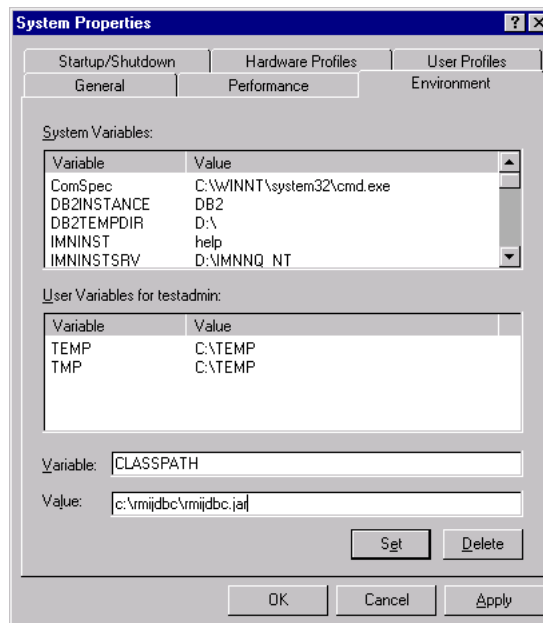 System Properties
Startup/Shutdown Hardware Profiles User Profiles
General Performance Environment
System Variables:
Variable Value
ComSpec C:\WINNT\system32\cmd.exe
DB2INSTANCE DB2
DB2TEMPDIR D:\
IMNINST help
IMNINSTSRV D:\IMNNQ_NT
User Variables for testadmin:
Variable Value
TEMP C:\TEMP
TMP C:\TEMP
Variable: CLASSPATH
Value: c:\rmijdbc\rmijdbc.jar
Set Delete
OK Cancel Apply